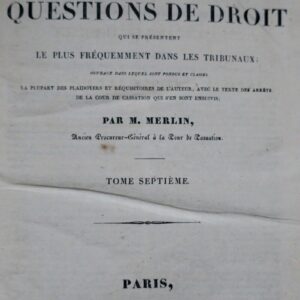 QUESTIONS DE DROIT
QUI SE PRÉSENTENT
LE PLUS FRÉQUEMMENT DANS LES TRIBUNAUX;
OUVRAGE DANS LEQUEL SONT FONDUS ET CLASSÉS
LA PLUPART DES PLAIDOYERS ET RÉQUISITOIRES DE L'AUTEUR, AVEC LE TEXTE DES ARRÊTS
DE LA COUR DE CASSATION QUI S'EN SONT ENSUIVIS;
PAR M. MERLIN,
Ancien Procureur-Général à la Cour de Cassation.
TOME SEPTIÈME.
PARIS,